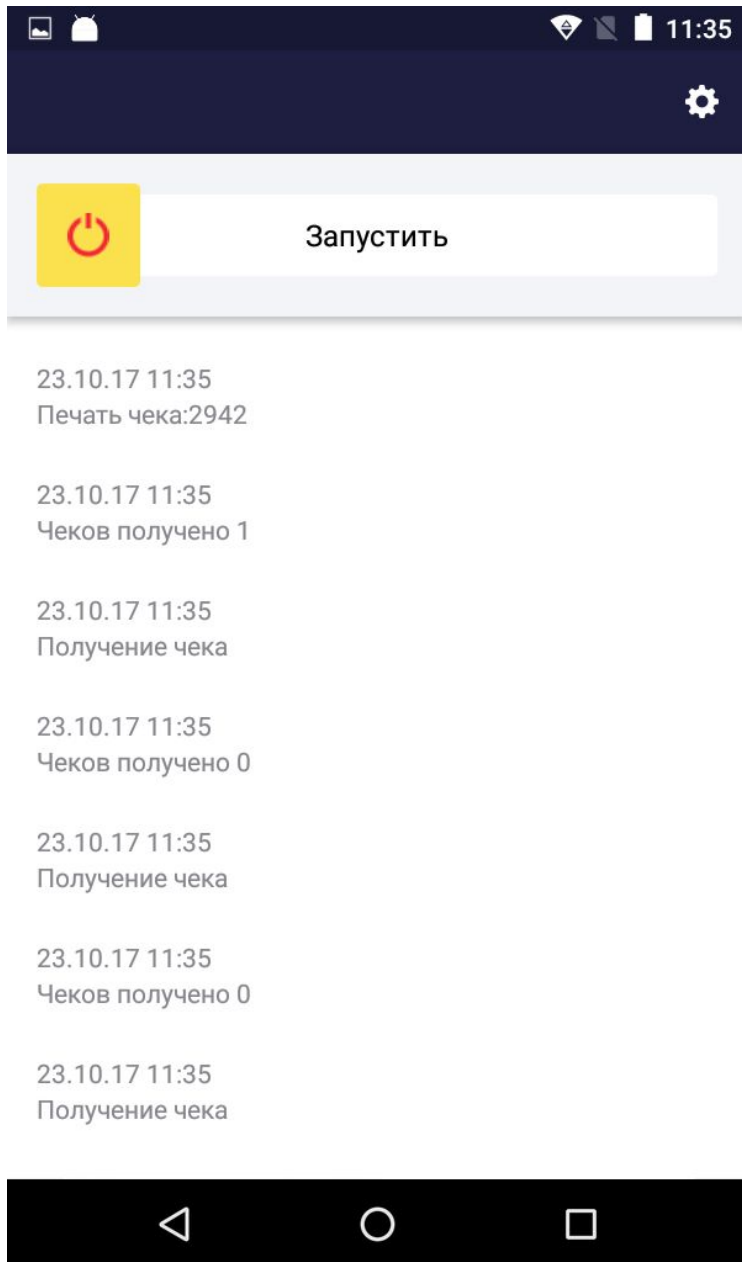 11:35
Запустить
23.10.17 11:35
Печать чека:2942
23.10.17 11:35
Чеков получено 1
23.10.17 11:35
Получение чека
23.10.17 11:35
Чеков получено 0
23.10.17 11:35
Получение чека
23.10.17 11:35
Чеков получено 0
23.10.17 11:35
Получение чека